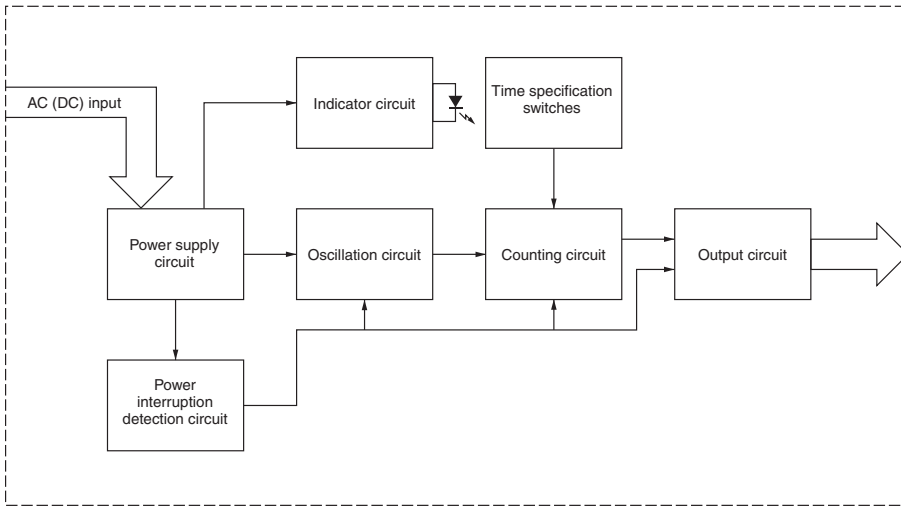 AC (DC) input
Indicator circuit
Time specification
switches
Power supply
circuit
Oscillation circuit
Counting circuit
Output circuit
Power
interruption
detection circuit